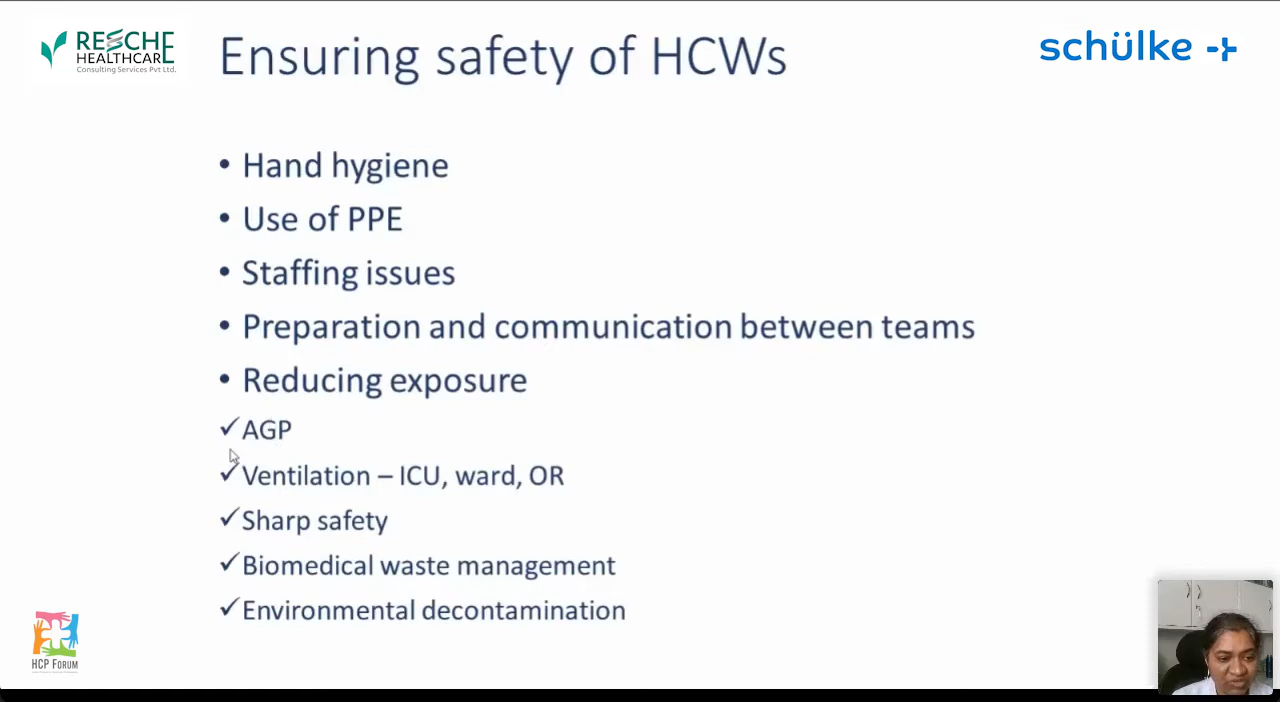 RESCHE
HEALTHCARE
Consulting Services Pvt Ltd.
Ensuring safety of HCWs
schülke -+
• Hand hygiene
• Use of PPE
• Staffing issues
• Preparation and communication between teams
• Reducing exposure
✓ AGP
✓ Ventilation – ICU, ward, OR
✓ Sharp safety
✓ Biomedical waste management
✓ Environmental decontamination
HCP FORUM